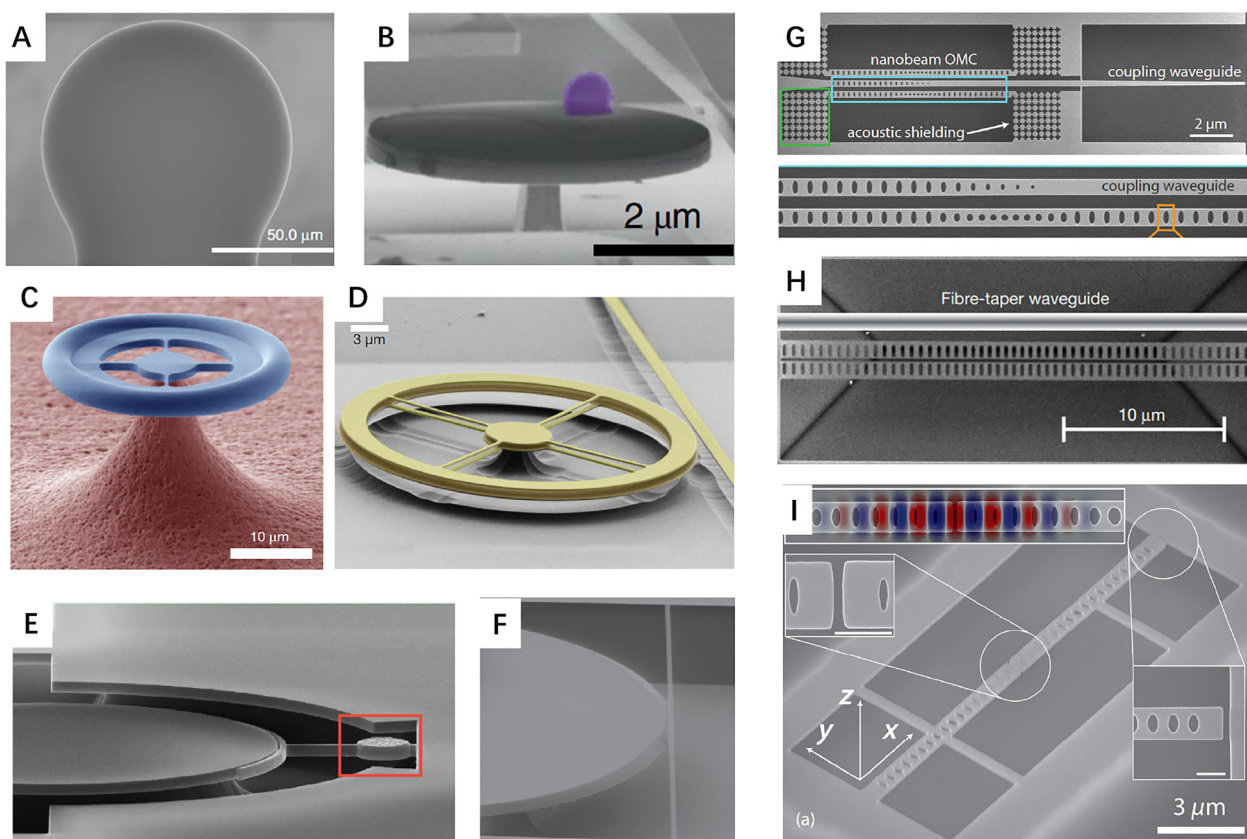 A
50.0 μm
B
2 μm
C
10 μm
D
3 μm
E
F
G
nanobeam OMC
coupling waveguide
acoustic shielding
2 μm
coupling waveguide
H
Fibre-taper waveguide
10 μm
I
z
y
x
(a)
3 μm